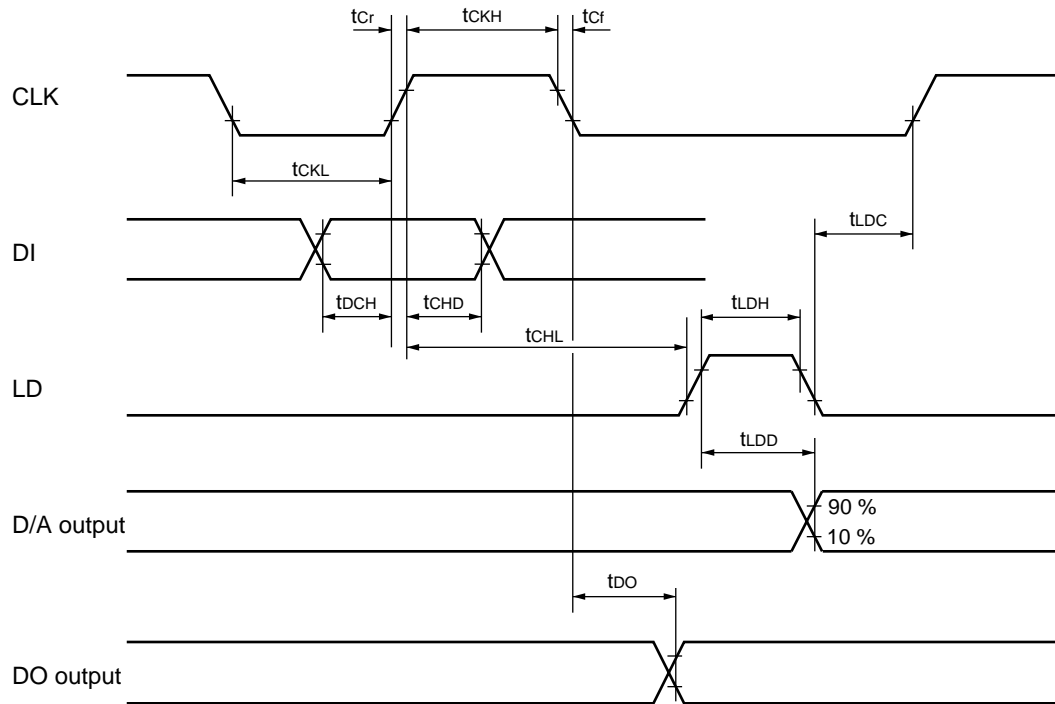 tCr
tCKH
tCf
CLK
tCKL
tLDC
DI
tDCH
tCHD
tLDH
tCHL
LD
tLDD
D/A output
90 %
10 %
tDO
DO output